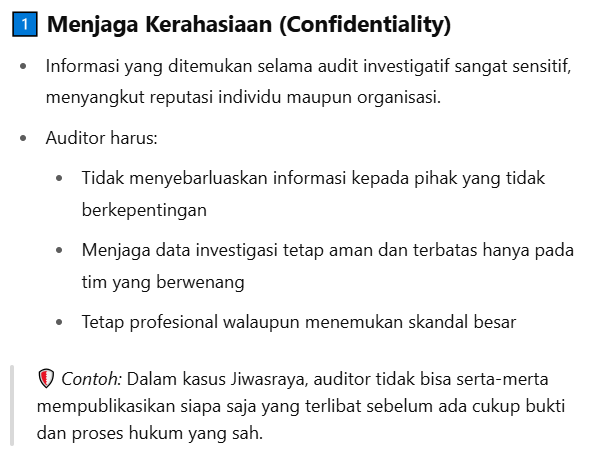 1 Menjaga Kerahasiaan (Confidentiality)
• Informasi yang ditemukan selama audit investigatif sangat sensitif,
menyangkut reputasi individu maupun organisasi.
• Auditor harus:
• Tidak menyebarluaskan informasi kepada pihak yang tidak
berkepentingan
• Menjaga data investigasi tetap aman dan terbatas hanya pada
tim yang berwenang
• Tetap profesional walaupun menemukan skandal besar
Contoh: Dalam kasus Jiwasraya, auditor tidak bisa serta-merta
mempublikasikan siapa saja yang terlibat sebelum ada cukup bukti
dan proses hukum yang sah.